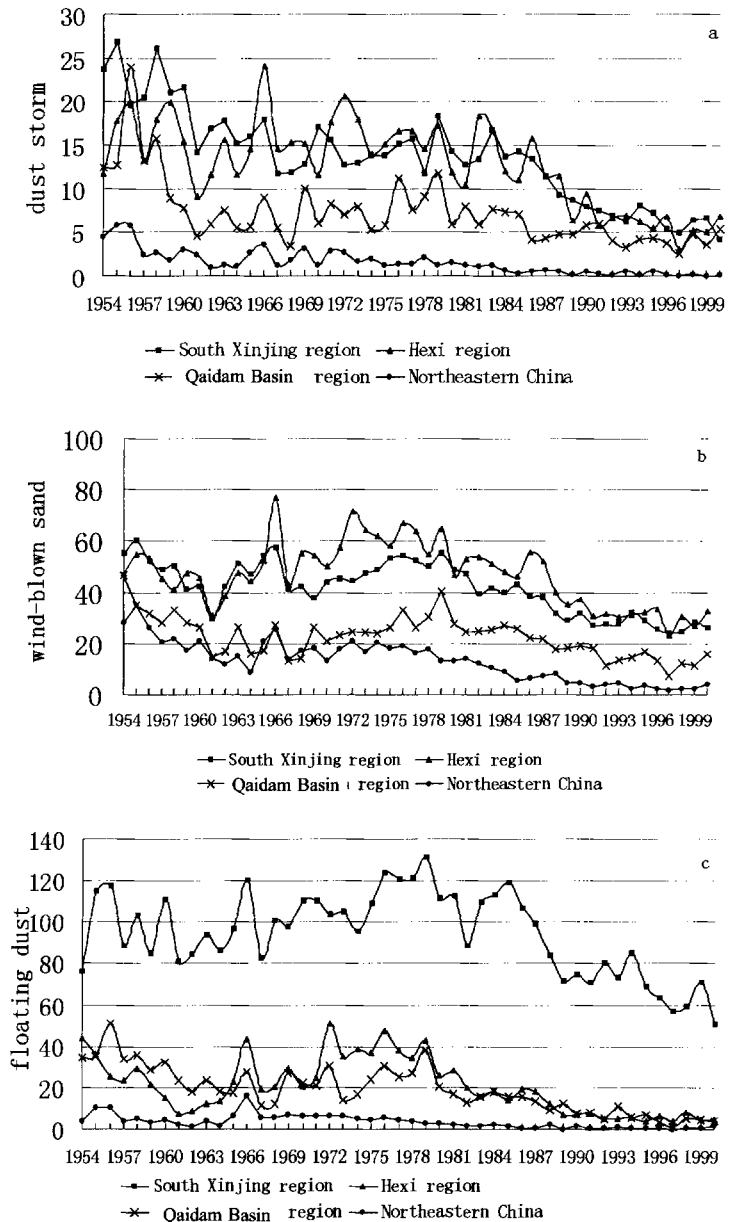 a
30
25
20
15
10
5
0
dust storm
1954 1957 1960 1963 1966 1969 1972 1975 1978 1981 1984 1987 1990 1993 1996 1999
South Xinjing region Hexi region
Qaidam Basin region Northeastern China
b
100
80
60
40
20
0
wind-blown sand
1954 1957 1960 1963 1966 1969 1972 1975 1978 1981 1984 1987 1990 1993 1996 1999
South Xinjing region Hexi region
Qaidam Basin region Northeastern China
c
140
120
100
80
60
40
20
0
floating dust
1954 1957 1960 1963 1966 1969 1972 1975 1978 1981 1984 1987 1990 1993 1996 1999
South Xinjing region Hexi region
Qaidam Basin region Northeastern China